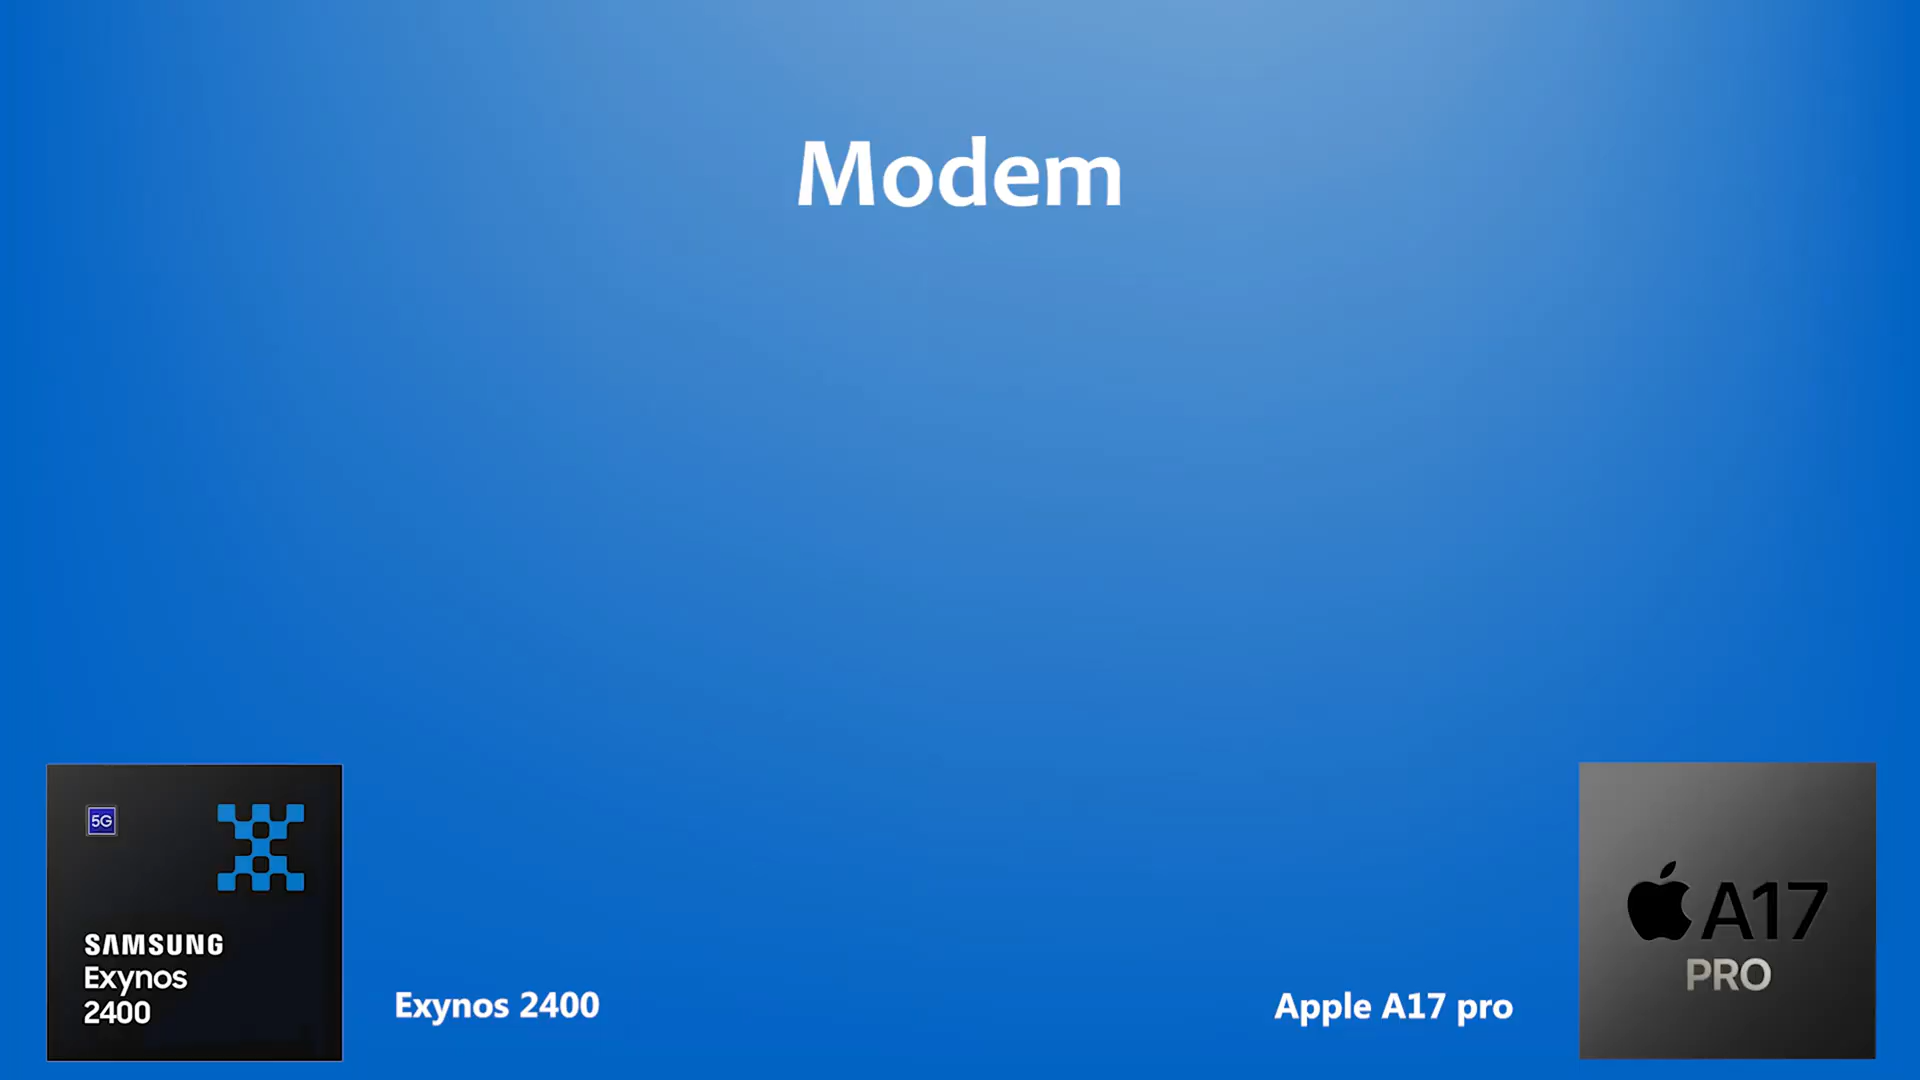 Modem
5G
SAMSUNG
Exynos
2400
Exynos 2400
Apple A17 pro
A17
PRO